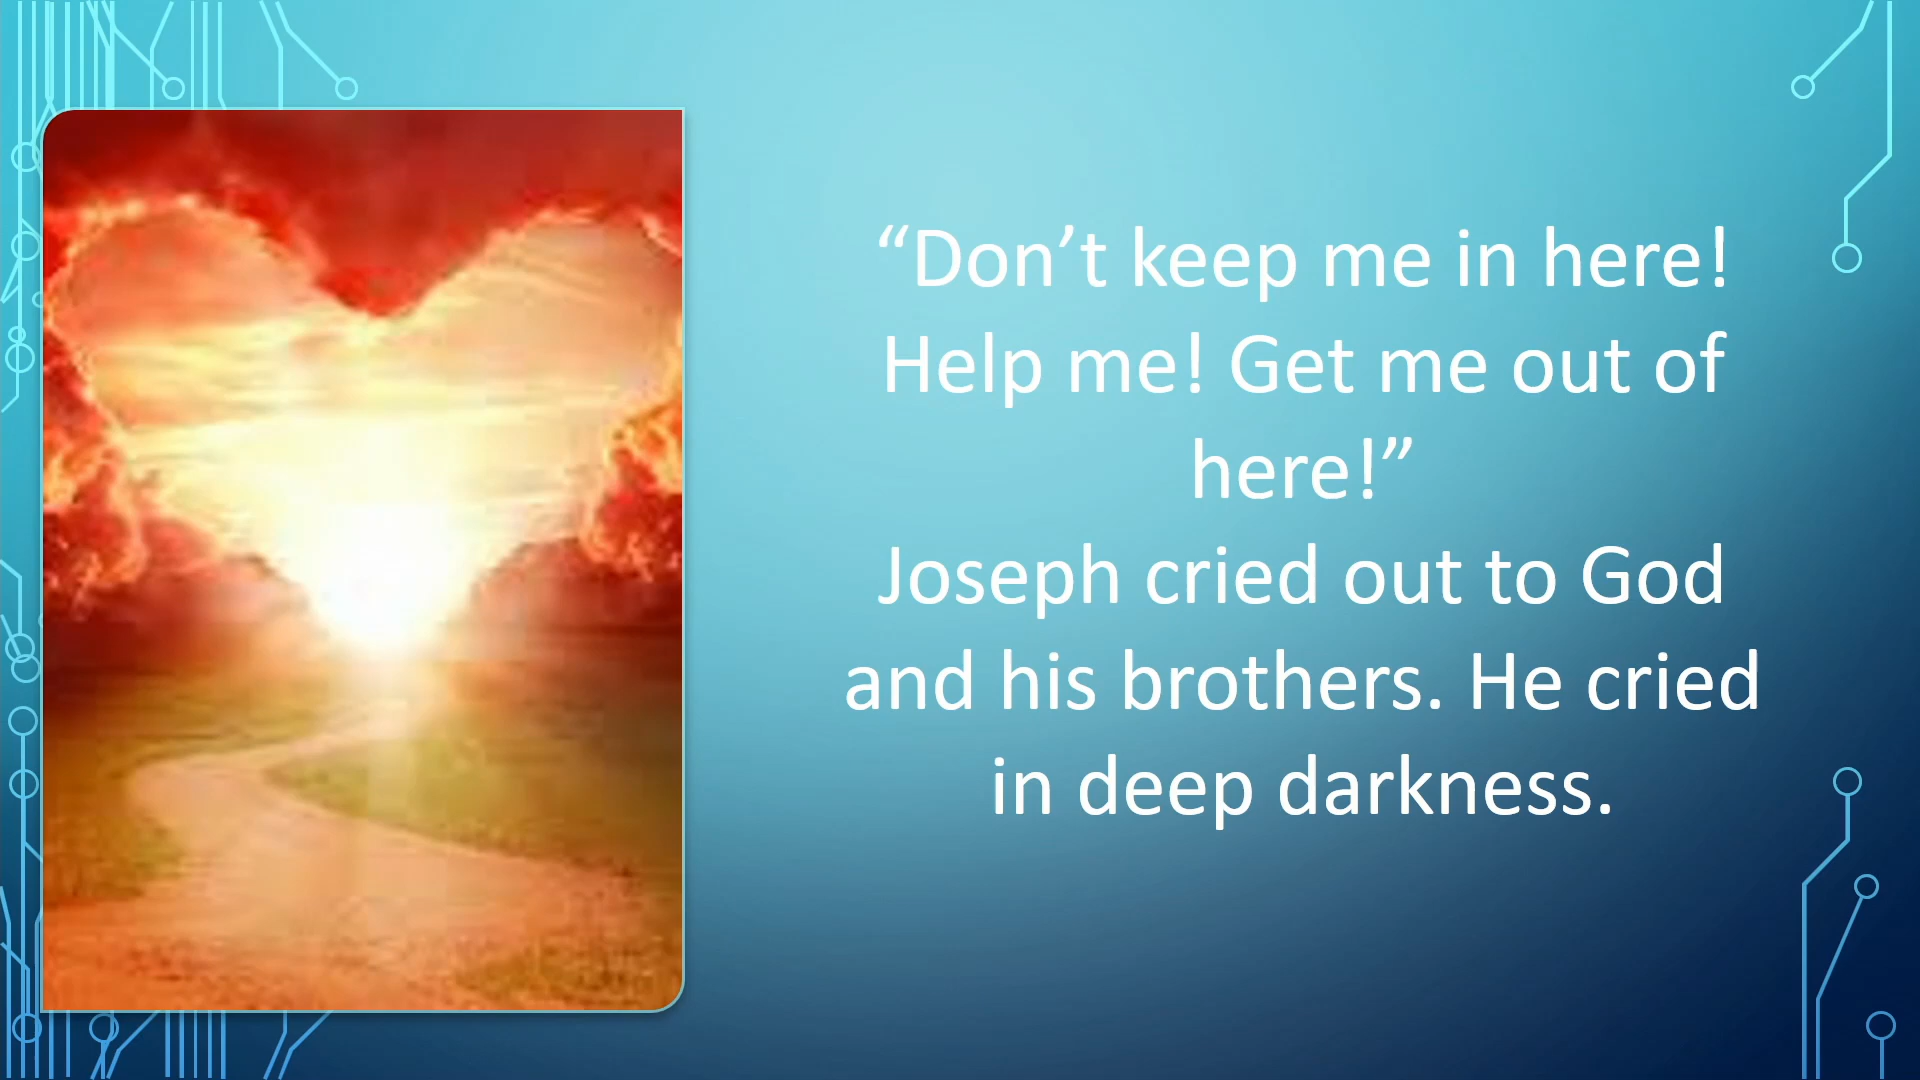 “Don’t keep me in here!
Help me! Get me out of
here!”
Joseph cried out to God
and his brothers. He cried
in deep darkness.